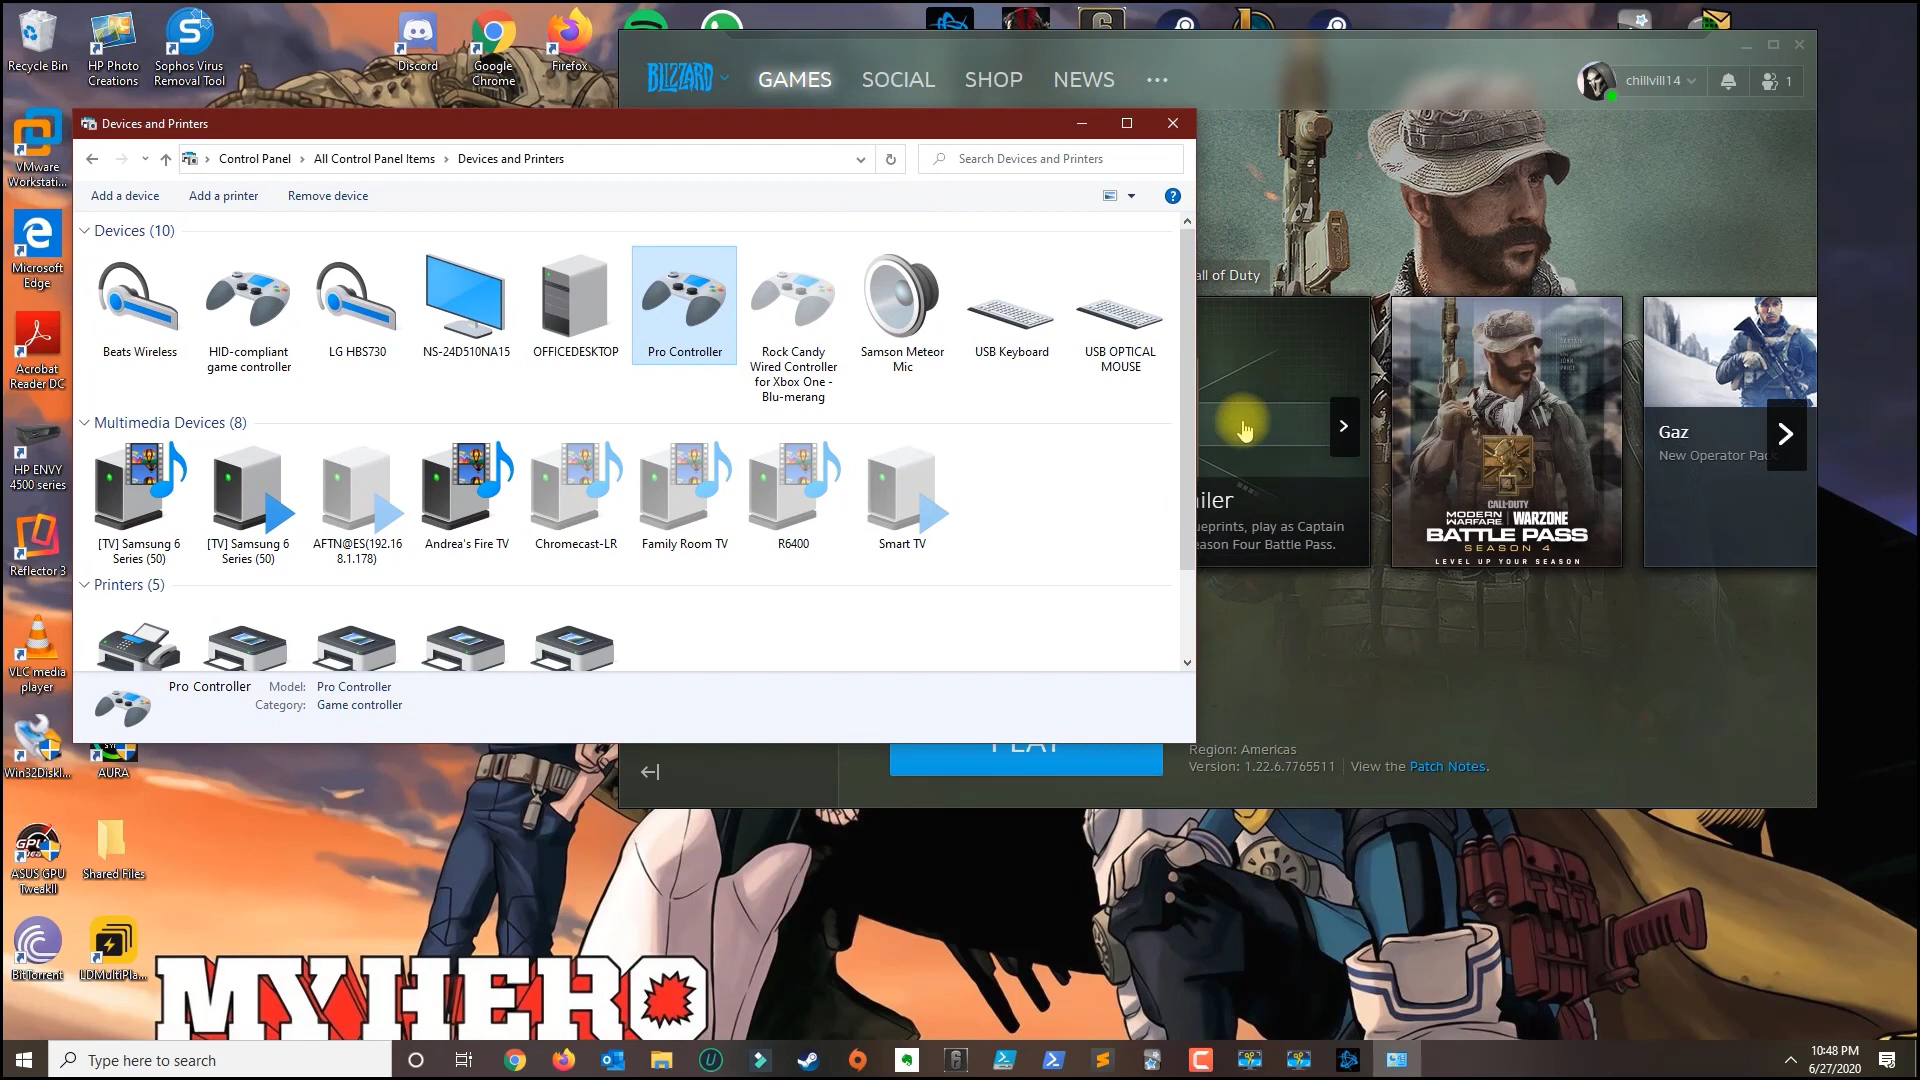 Recycle Bin
HP Photo
Creations
Sophos Virus
Removal Tool
Discord
Google
Chrome
Firefox
BLIZZARD
GAMES
SOCIAL
SHOP
NEWS
chillvill14
1
VMware
Workstati...
Microsoft
Edge
Acrobat
Reader DC
HP ENVY
4500 series
Reflector 3
VLC media
player
Win32DiskI...
AURA
ASUS GPU
TweakII
Shared Files
BitTorrent
LDMultiPla...
Devices and Printers
Control Panel > All Control Panel Items > Devices and Printers
Search Devices and Printers
Add a device
Add a printer
Remove device
Devices (10)
Beats Wireless
HID-compliant
game controller
LG HBS730
NS-24D510NA15
OFFICEDESKTOP
Pro Controller
Rock Candy
Wired Controller
for Xbox One -
Blu-merang
Samson Meteor
Mic
USB Keyboard
USB OPTICAL
MOUSE
Multimedia Devices (8)
[TV] Samsung 6
Series (50)
[TV] Samsung 6
Series (50)
AFTN@ES(192.16
8.1.178)
Andrea's Fire TV
Chromecast-LR
Family Room TV
R6400
Smart TV
Printers (5)
Pro Controller
Model: Pro Controller
Category: Game controller
all of Duty
iler
ueprints, play as Captain
eason Four Battle Pass.
CALL·DUTY
MODERN WARFARE | WARZONE
BATTLE PASS
SEASON 4
LEVEL UP YOUR SEASON
Gaz
New Operator Pac
PLAY
Region: Americas
Version: 1.22.6.7765511 | View the Patch Notes.
MY HERO
Type here to search
10:48 PM
6/27/2020